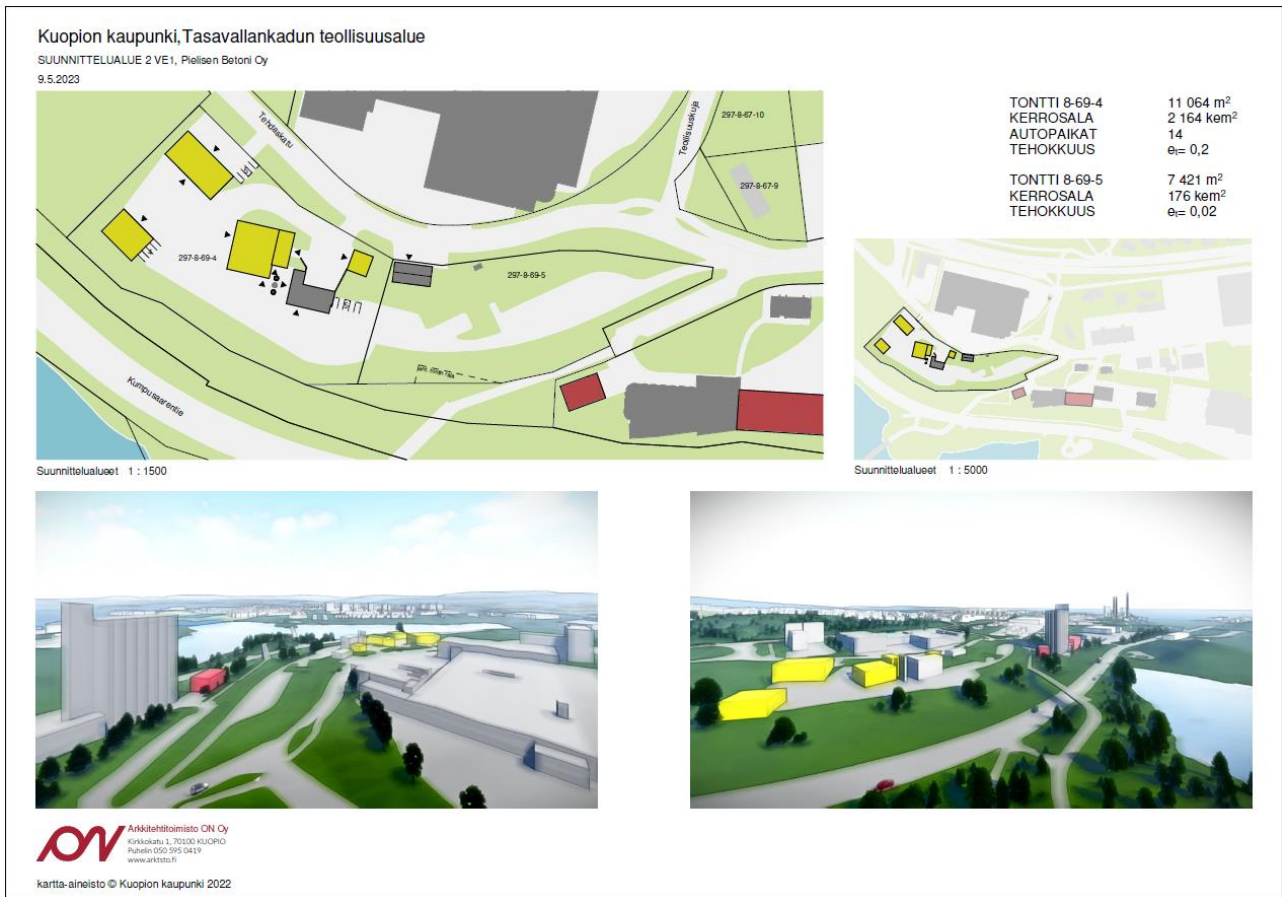 Kuopion kaupunki,Tasavallankadun teollisuusalue
SUUNNITTELUALUE 2 VE1, Pielisen Betoni Oy
9.5.2023
TONTTI 8-69-4 11 064 m²
KERROSALA 2 164 kem²
AUTOPAIKAT 14
TEHOKKUUS eₜ= 0,2
TONTTI 8-69-5 7 421 m²
KERROSALA 176 kem²
TEHOKKUUS eₜ= 0,02
Tehdaskatu
Teollisuuskuja
297-8-67-10
297-8-67-9
297-8-69-4
297-8-69-5
Kumpusaarentie
Suunnittelualueet 1 : 1500
Suunnittelualueet 1 : 5000
ON
Arkkitehtitoimisto ON Oy
Kirkkokatu 1, 70100 KUOPIO
Puhelin 050 595 0419
www.arktsto.fi
kartta-aineisto © Kuopion kaupunki 2022